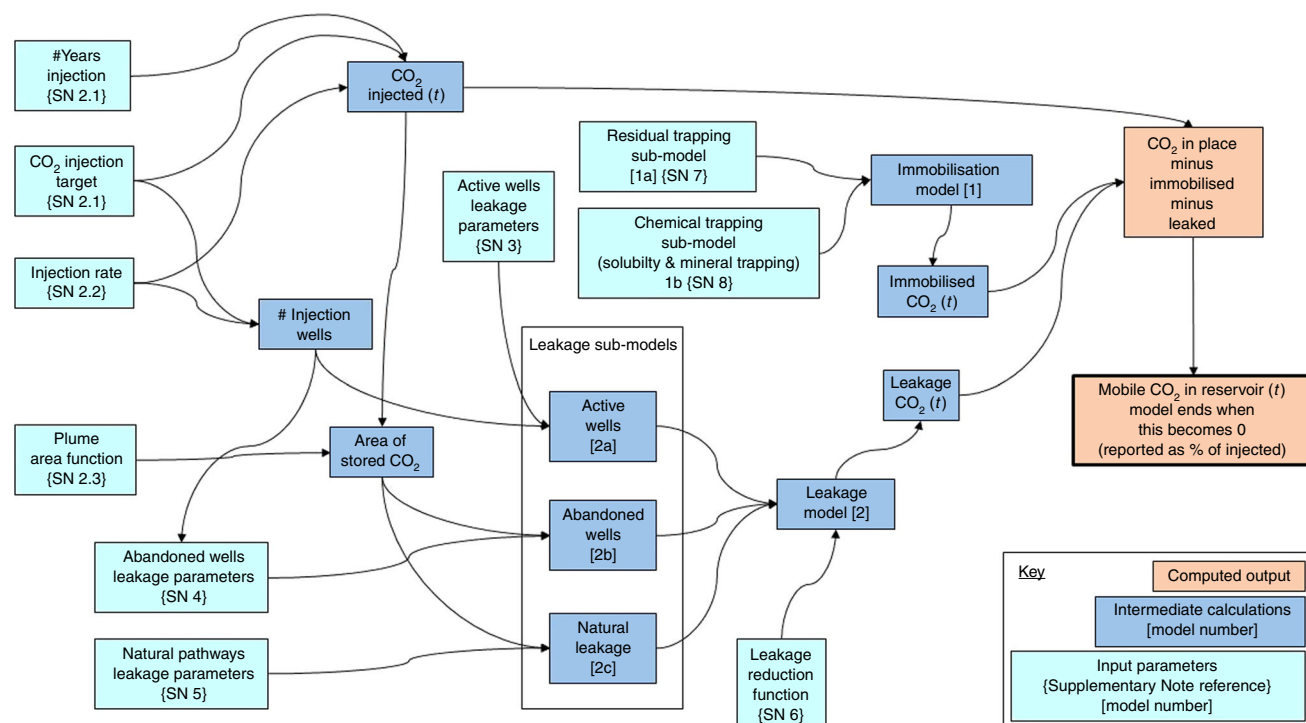 #Years
injection
{SN 2.1}
CO2 injection
target
{SN 2.1}
Injection rate
{SN 2.2}
Plume
area function
{SN 2.3}
Abandoned wells
leakage parameters
{SN 4}
Natural pathways
leakage parameters
{SN 5}
CO2
injected (t)
# Injection
wells
Area of
stored CO2
Active wells
leakage
parameters
{SN 3}
Leakage sub-models
Active
wells
[2a]
Abandoned
wells
[2b]
Natural
leakage
[2c]
Residual trapping
sub-model
[1a] {SN 7}
Chemical trapping
sub-model
(solubilty & mineral trapping)
1b {SN 8}
Immobilisation
model [1]
Immobilised
CO2 (t)
Leakage
CO2 (t)
Leakage
model [2]
Leakage
reduction
function
{SN 6}
CO2 in place
minus
immobilised
minus
leaked
Mobile CO2 in reservoir (t)
model ends when
this becomes 0
(reported as % of injected)
Key
Computed output
Intermediate calculations
[model number]
Input parameters
{Supplementary Note reference}
[model number]